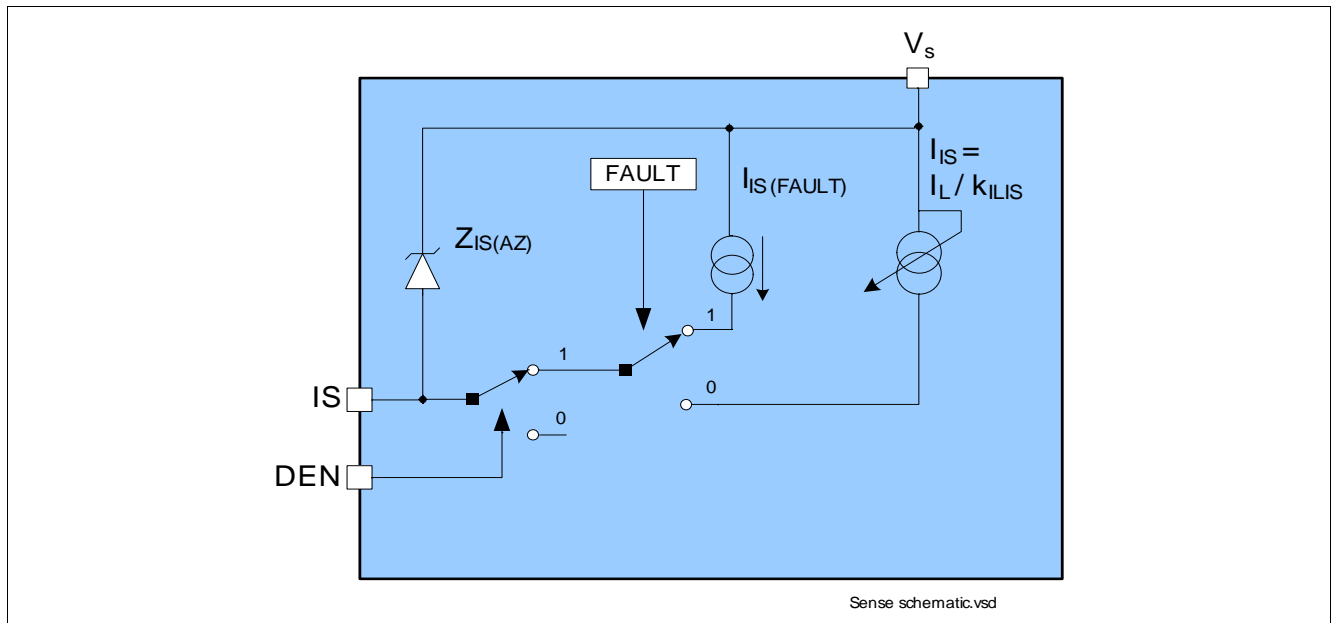 Vs
IIS =
IL / kILIS
FAULT
IIS(FAULT)
ZIS(AZ)
1
1
0
IS
0
DEN
Sense schematic.vsd